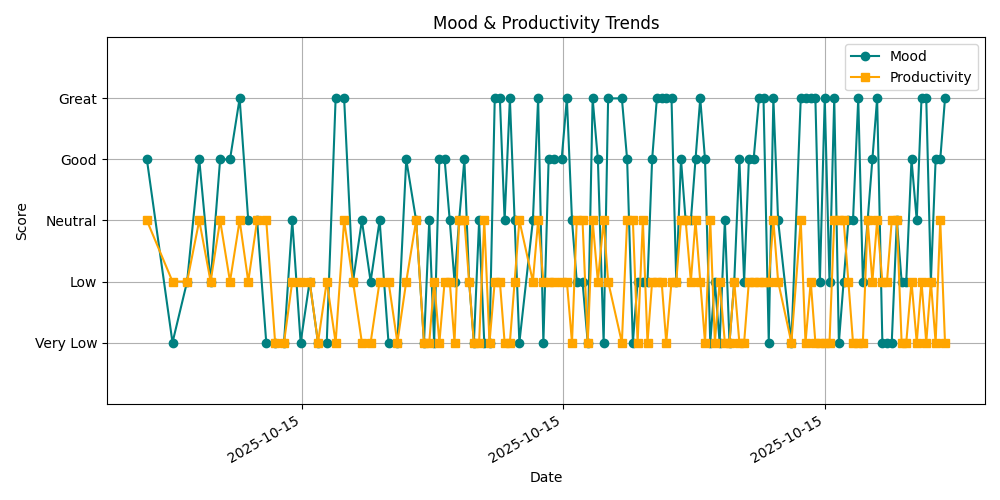 Mood & Productivity Trends
Mood
Productivity
Great
Good
Neutral
Low
Very Low
Score
2025-10-15
2025-10-15
2025-10-15
Date